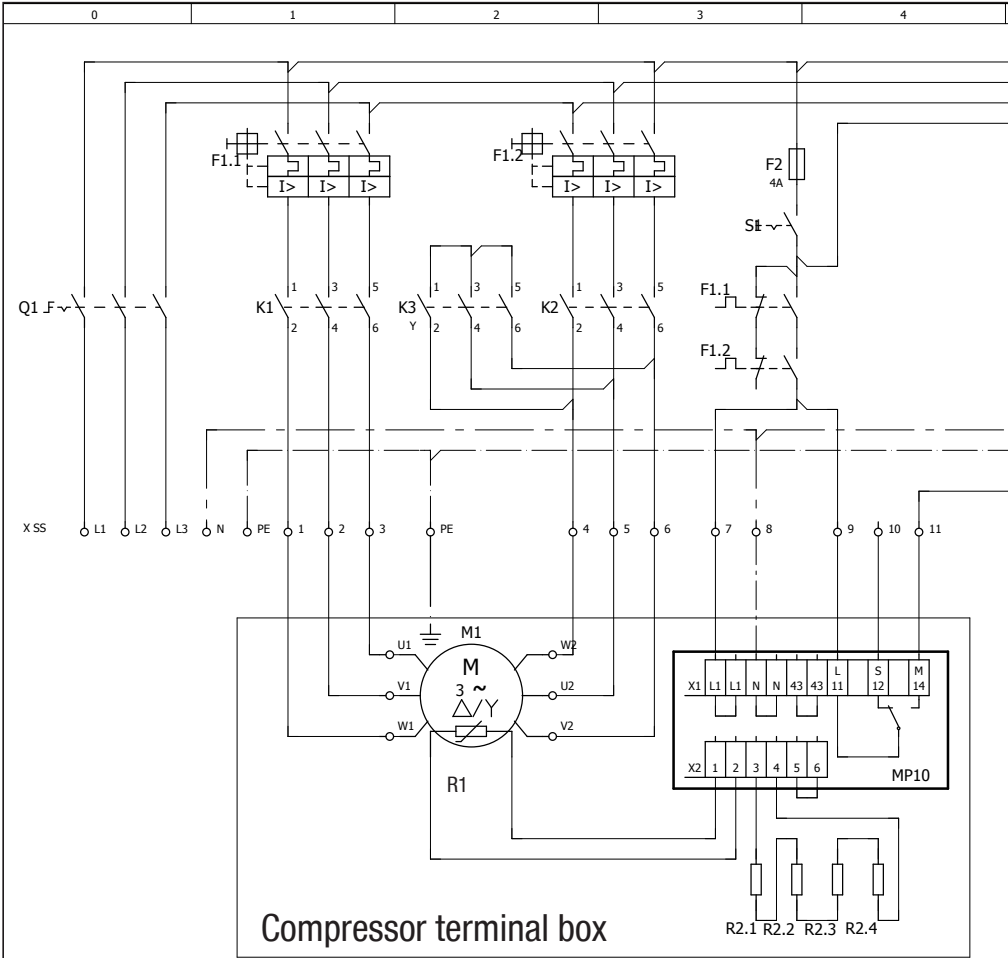 0 1 2 3 4
F1.1 F1.2 F2
4A
I> I> I> I> I> I>
S1
F1.1
1 3 5 1 3 5 1 3 5
Q1 K1 K3 K2
Y
2 4 6 2 4 6 2 4 6
F1.2
X SS L1 L2 L3 N PE 1 2 3 PE 4 5 6 7 8 9 10 11
M1
U1 W2
M
3 ~
△/Y
V1 U2
W1 V2
R1
L S M
X1 L1 L1 N N 43 43 11 12 14
X2 1 2 3 4 5 6
MP10
R2.1 R2.2 R2.3 R2.4
Compressor terminal box